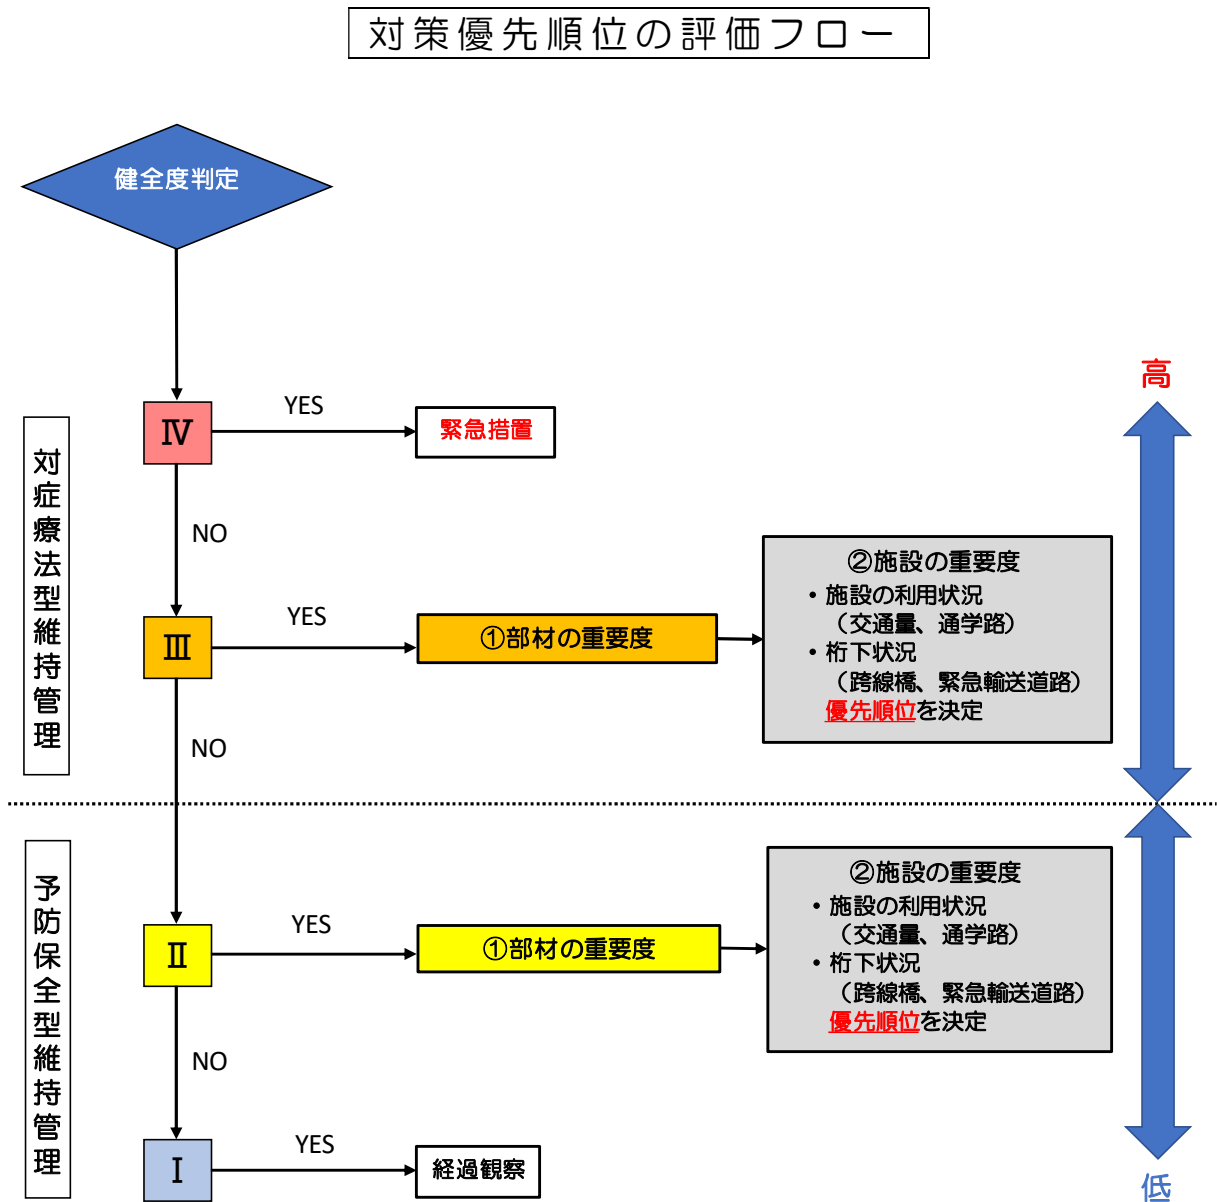 対策優先順位の評価フロー
健全度判定
高
Ⅳ
YES
緊急措置
対症療法型維持管理
NO
Ⅲ
YES
①部材の重要度
②施設の重要度
・施設の利用状況
（交通量、通学路）
・桁下状況
（跨線橋、緊急輸送道路）
優先順位を決定
NO
予防保全型維持管理
Ⅱ
YES
①部材の重要度
②施設の重要度
・施設の利用状況
（交通量、通学路）
・桁下状況
（跨線橋、緊急輸送道路）
優先順位を決定
NO
Ⅰ
YES
経過観察
低